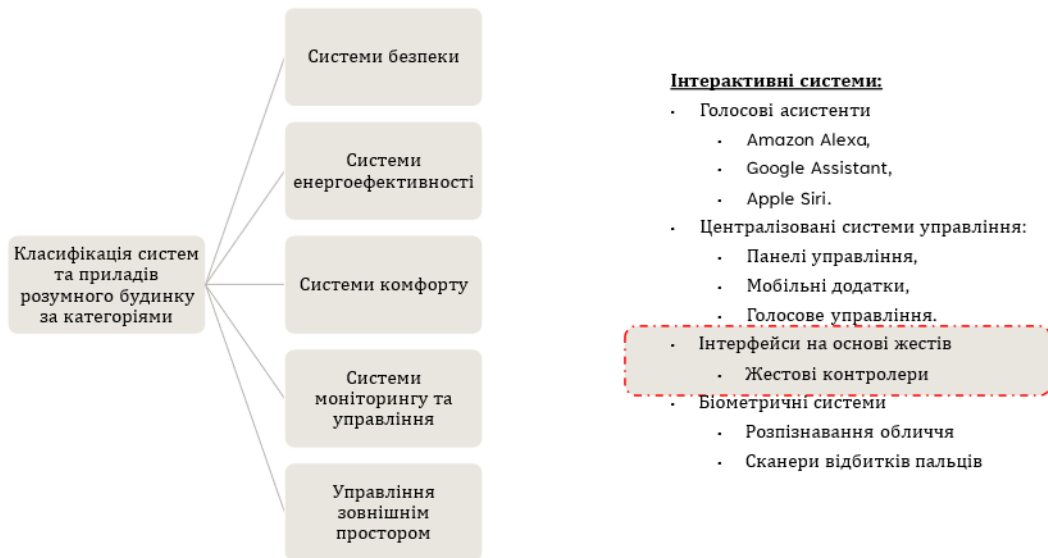 Системи безпеки
Системи
енергоефективності
Класифікація систем
та приладів
розумного будинку
за категоріями
Системи комфорту
Системи
моніторингу та
управління
Управління
зовнішнім
простором
Інтерактивні системи:
Голосові асистенти
Amazon Alexa,
Google Assistant,
Apple Siri.
Централізовані системи управління:
Панелі управління,
Мобільні додатки,
Голосове управління.
Інтерфейси на основі жестів
Жестові контролери
Біометричні системи
Розпізнавання обличчя
Сканери відбитків пальців